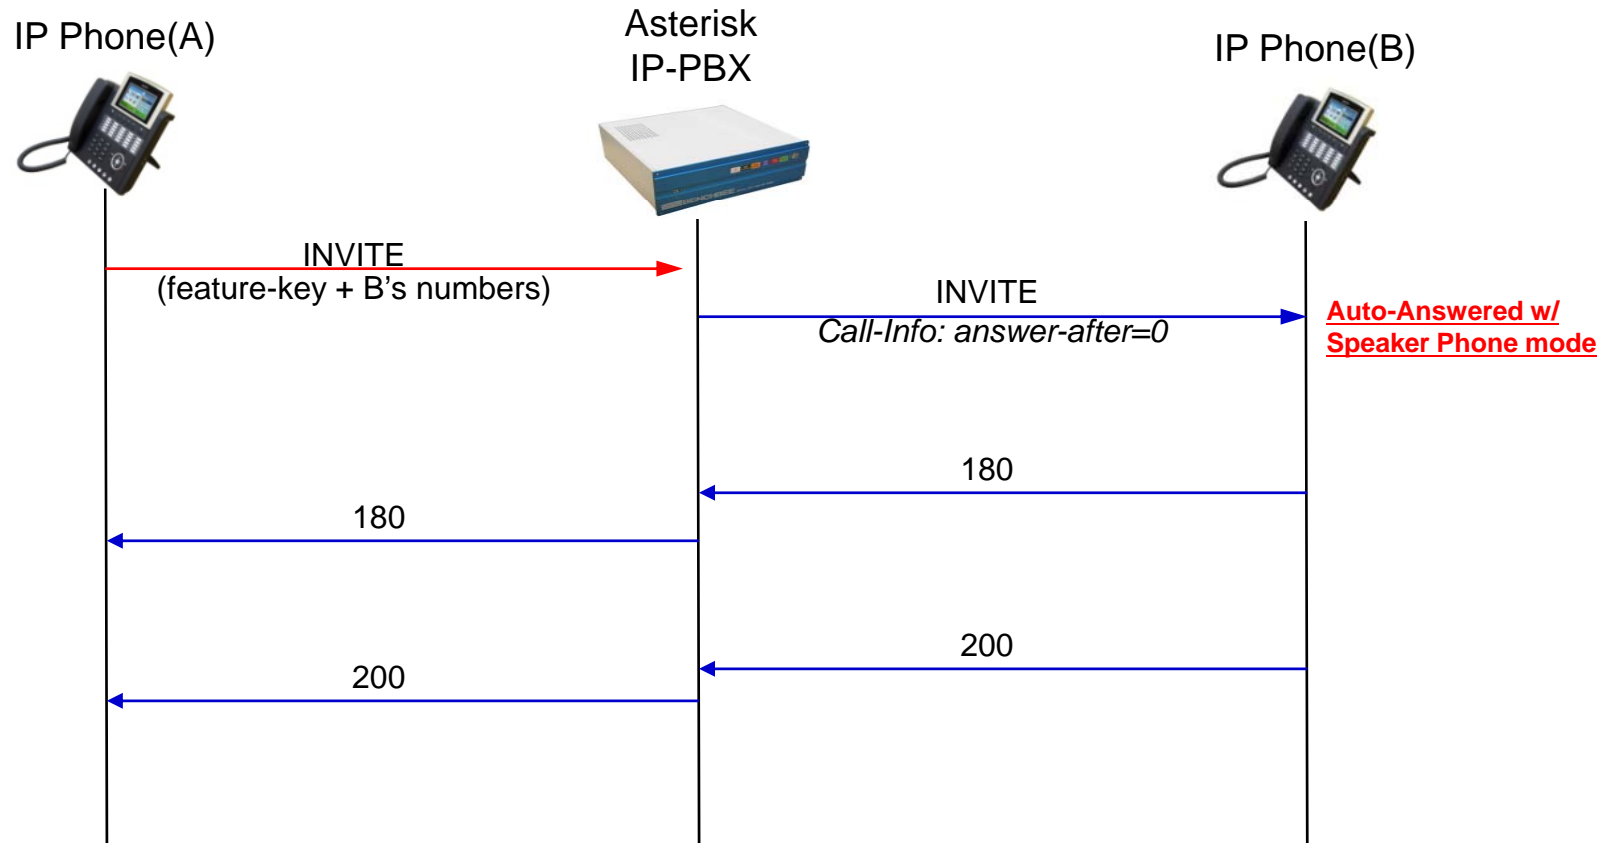 IP Phone(A)
Asterisk
IP-PBX
IP Phone(B)
INVITE
(feature-key + B's numbers)
INVITE
Call-Info: answer-after=0
Auto-Answered w/
Speaker Phone mode
180
180
200
200